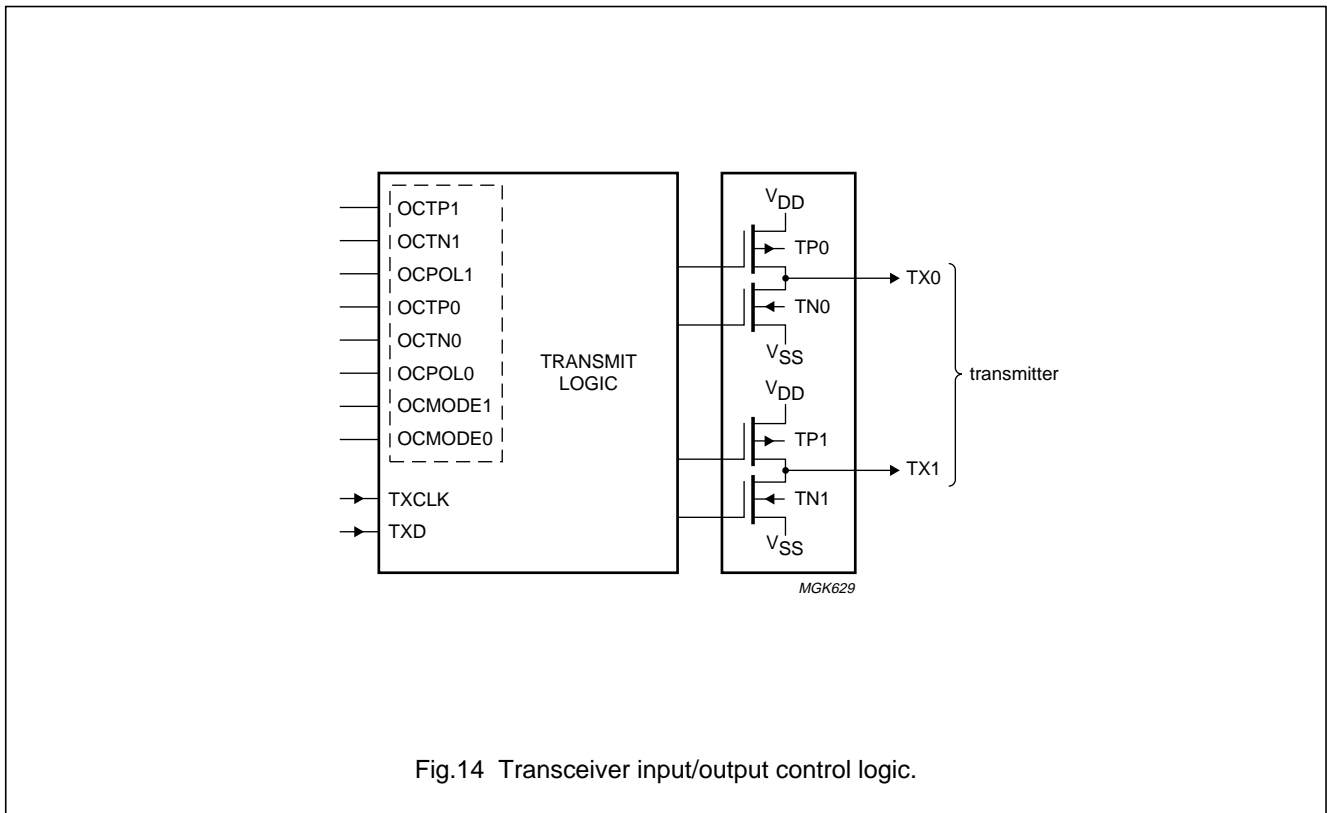 OCTP1
OCTN1
OCPOL1
OCTP0
OCTN0
OCPOL0
OCMODE1
OCMODE0
TXCLK
TXD
TRANSMIT
LOGIC
VDD
TP0
TN0
VSS
VDD
TP1
TN1
VSS
TX0
TX1
transmitter
MGK629
Fig.14 Transceiver input/output control logic.